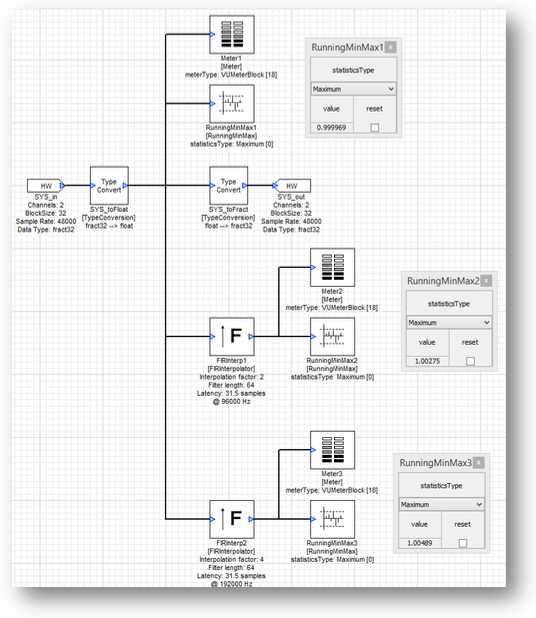 Meter1
[Meter]
meterType: VUMeterBlock [18]
RunningMinMax1
[RunningMinMax]
statisticsType: Maximum [0]
RunningMinMax1 x
statisticsType
Maximum
value reset
0.999969
HW
SYS_in
Channels: 2
BlockSize: 32
Sample Rate: 48000
Data Type: fract32
Type
Convert
SYS_toFloat
[TypeConversion]
fract32 --> float
Type
Convert
SYS_toFract
[TypeConversion]
float --> fract32
HW
SYS_out
Channels: 2
BlockSize: 32
Sample Rate: 48000
Data Type: fract32
Meter2
[Meter]
meterType: VUMeterBlock [18]
F
FIRInterp1
[FIRInterpolator]
Interpolation factor: 2
Filter length: 64
Latency: 31.5 samples
@ 96000 Hz
RunningMinMax2
[RunningMinMax]
statisticsType: Maximum [0]
RunningMinMax2 x
statisticsType
Maximum
value reset
1.00275
Meter3
[Meter]
meterType: VUMeterBlock [18]
F
FIRInterp2
[FIRInterpolator]
Interpolation factor: 4
Filter length: 64
Latency: 31.5 samples
@ 192000 Hz
RunningMinMax3
[RunningMinMax]
statisticsType: Maximum [0]
RunningMinMax3 x
statisticsType
Maximum
value reset
1.00489